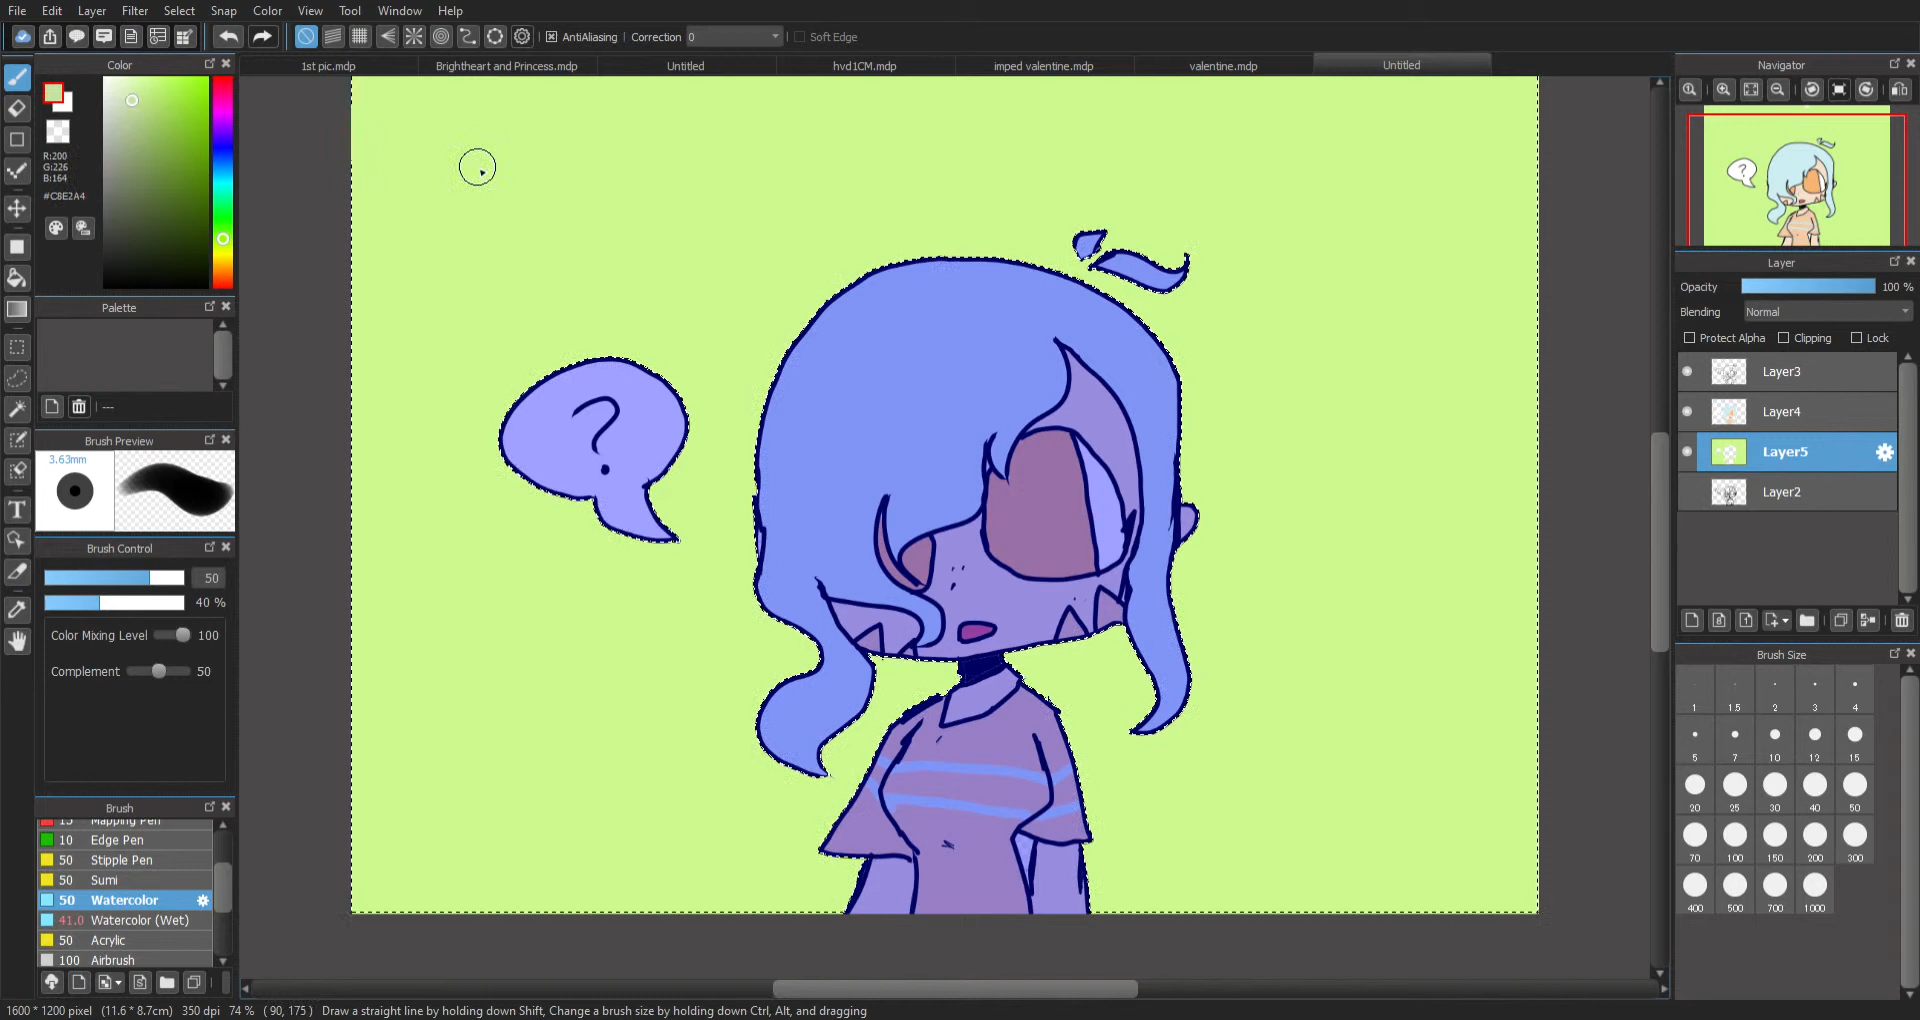 File Edit Layer Filter Select Snap Color View Tool Window Help
AntiAliasing Correction 0 Soft Edge
Color
1st pic.mdp Brightheart and Princess.mdp Untitled hvd1CM.mdp imped valentine.mdp valentine.mdp Untitled
Navigator
R:200
G:226
B:164
#C8E2A4
Palette
---
Brush Preview
3.63mm
Brush Control
50
40 %
Color Mixing Level 100
Complement 50
Brush
15 Mapping Pen
10 Edge Pen
50 Stipple Pen
50 Sumi
50 Watercolor
41.0 Watercolor (Wet)
50 Acrylic
100 Airbrush
?
Layer
Opacity 100 %
Blending Normal
Protect Alpha Clipping Lock
Layer3
Layer4
Layer5
Layer2
Brush Size
1 1.5 2 3 4
5 7 10 12 15
20 25 30 40 50
70 100 150 200 300
400 500 700 1000
1600 * 1200 pixel (11.6 * 8.7cm) 350 dpi 74 % ( 90, 175 ) Draw a straight line by holding down Shift, Change a brush size by holding down Ctrl, Alt, and dragging